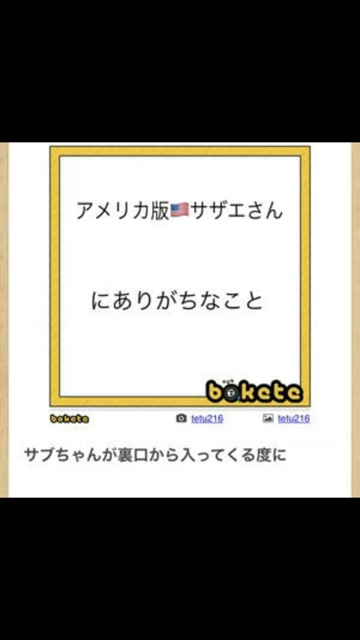 アメリカ版🇺🇸サザエさん
にありがちなこと
bokete
bokete tetu216 tetu216
サブちゃんが裏口から入ってくる度に